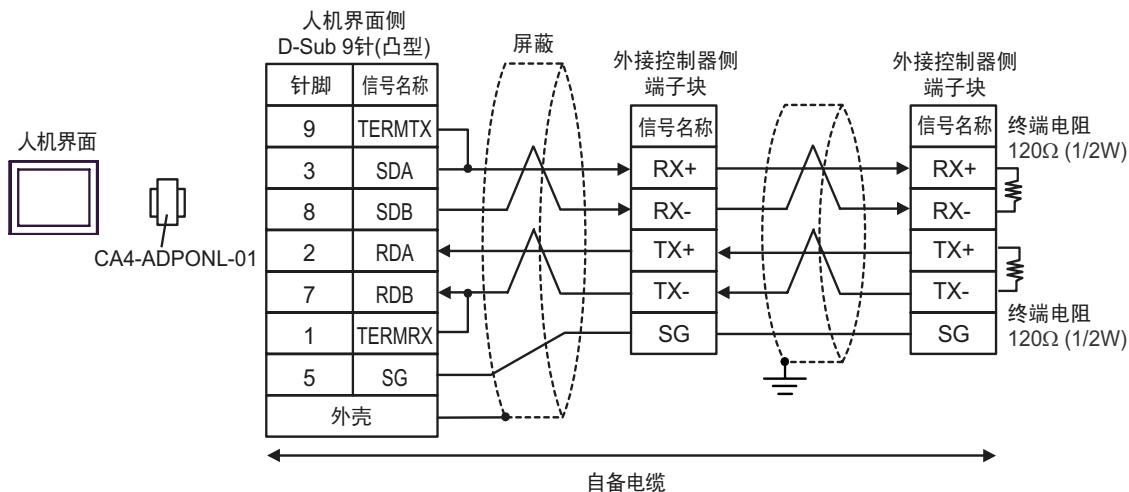 人机界面
CA4-ADPONL-01
人机界面侧
D-Sub 9针(凸型)
针脚 信号名称
9 TERMTX
3 SDA
8 SDB
2 RDA
7 RDB
1 TERMRX
5 SG
外壳
屏蔽
外接控制器侧
端子块
信号名称
RX+
RX-
TX+
TX-
SG
外接控制器侧
端子块
信号名称
RX+
RX-
TX+
TX-
SG
终端电阻
120Ω (1/2W)
终端电阻
120Ω (1/2W)
自备电缆